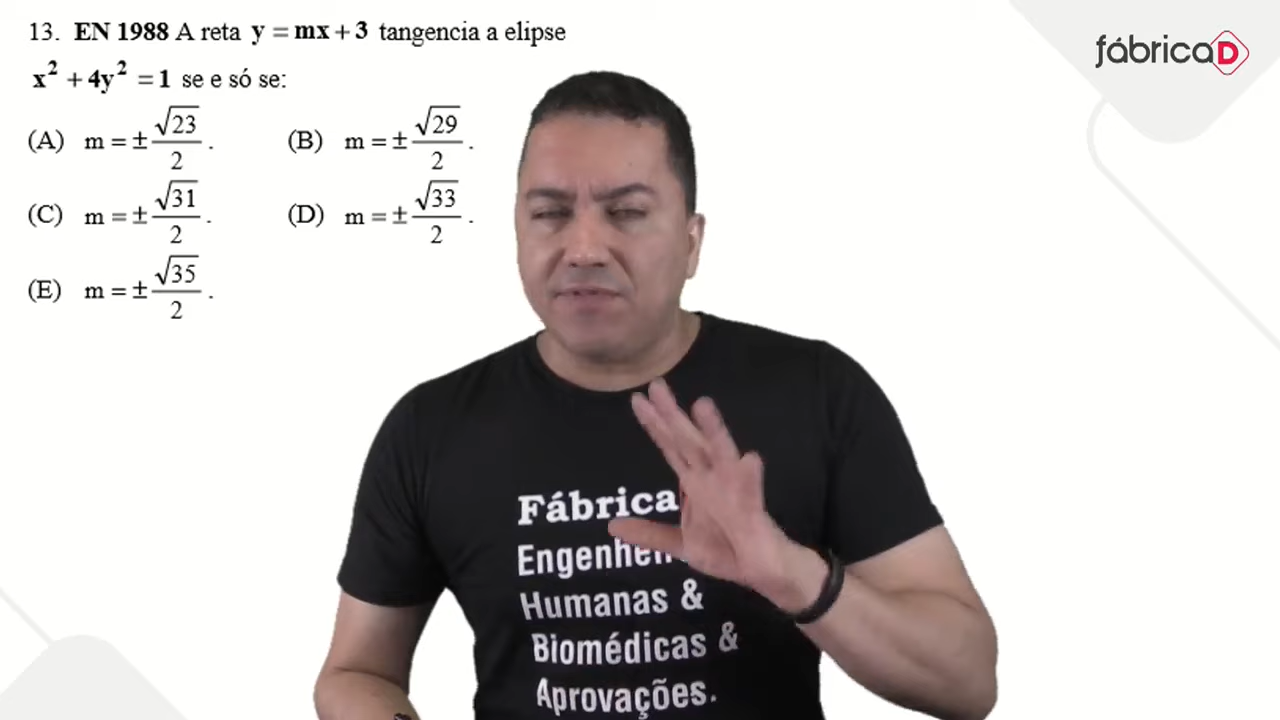 13. EN 1988 A reta y = mx + 3 tangencia a elipse
x² + 4y² = 1 se e só se:
(A) m = ± √23/2 . (B) m = ± √29/2 .
(C) m = ± √31/2 . (D) m = ± √33/2 .
(E) m = ± √35/2 .
fábricaD
Fábrica
Humanas &
Biomédicas &
Aprovações.